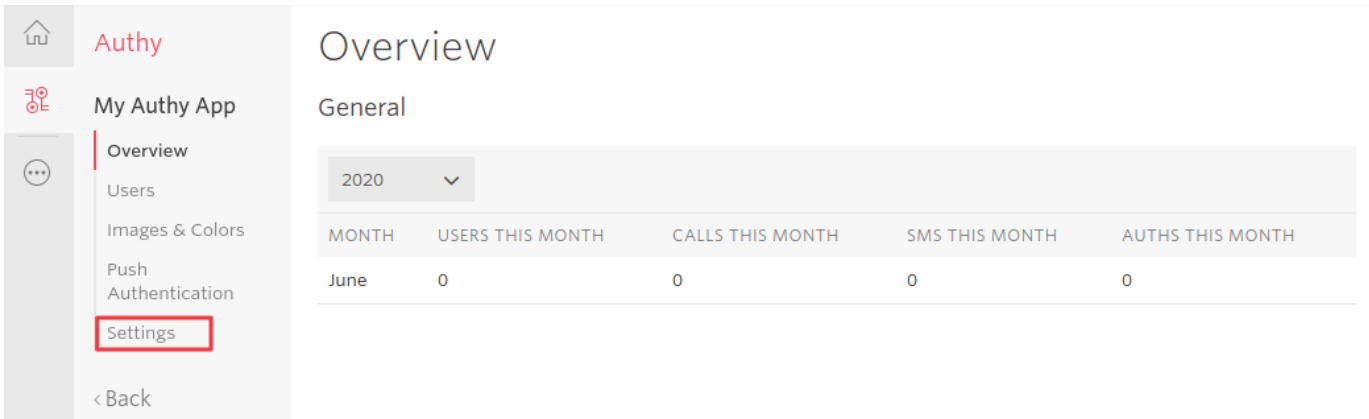 Authy
My Authy App
Overview
Users
Images & Colors
Push
Authentication
Settings
< Back
Overview
General
2020
MONTH USERS THIS MONTH CALLS THIS MONTH SMS THIS MONTH AUTHS THIS MONTH
June 0 0 0 0